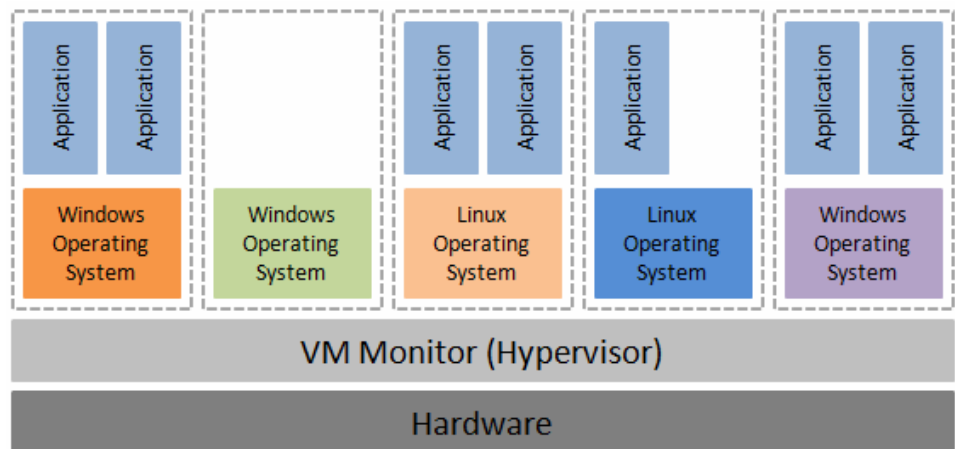 Application
Application
Application
Application
Application
Application
Application
Windows
Operating
System
Windows
Operating
System
Linux
Operating
System
Linux
Operating
System
Windows
Operating
System
VM Monitor (Hypervisor)
Hardware